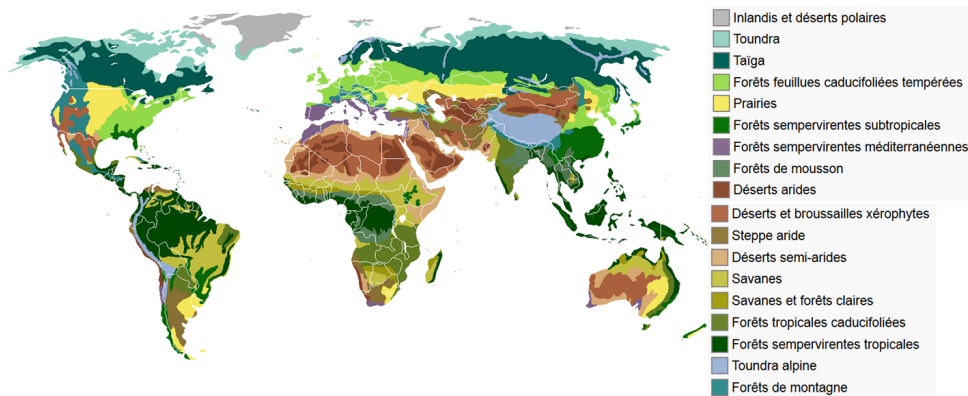 Inlandis et déserts polaires
Toundra
Taïga
Forêts feuillues caducifoliées tempérées
Prairies
Forêts sempervirentes subtropicales
Forêts sempervirentes méditerranéennes
Forêts de mousson
Déserts arides
Déserts et broussailles xérophytes
Steppe aride
Déserts semi-arides
Savanes
Savanes et forêts claires
Forêts tropicales caducifoliées
Forêts sempervirentes tropicales
Toundra alpine
Forêts de montagne